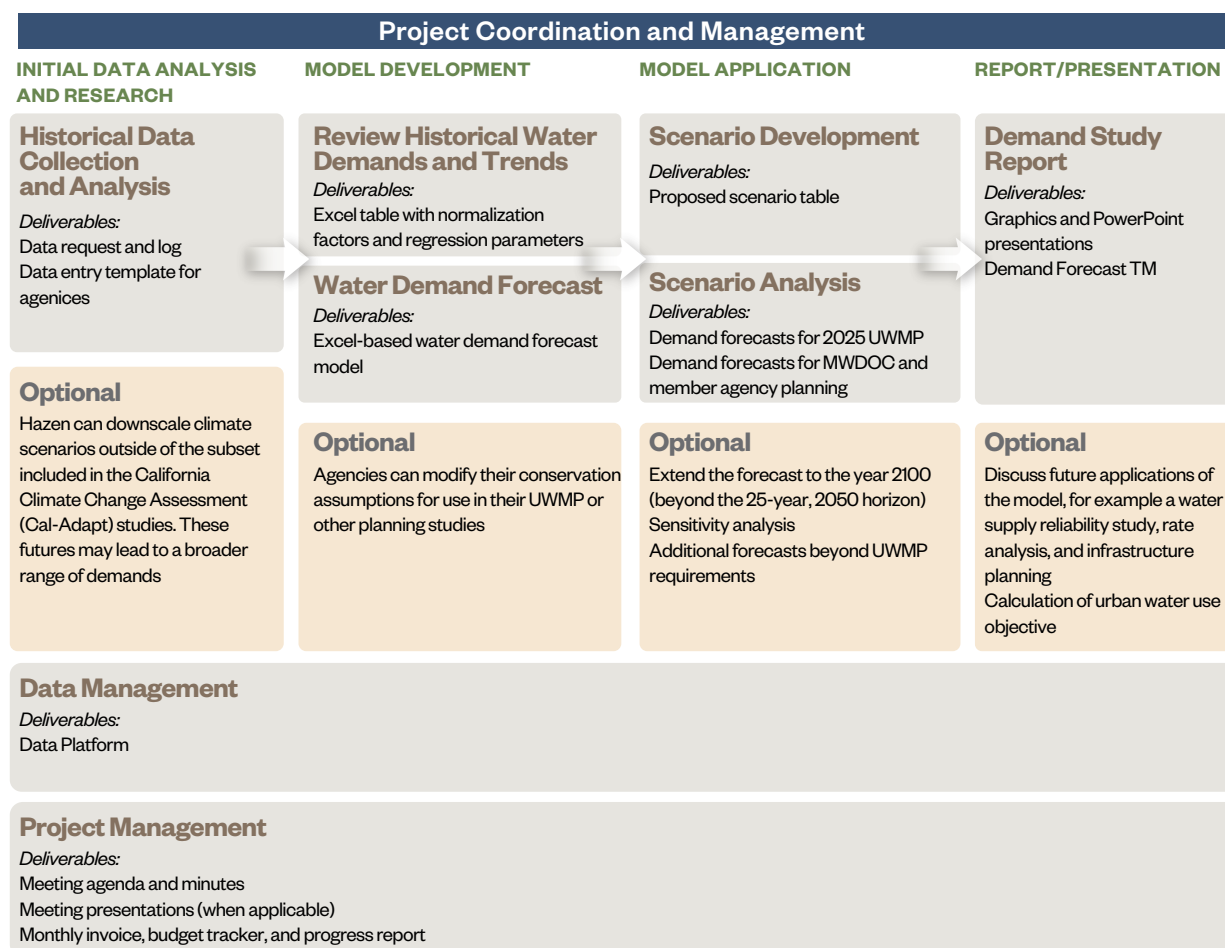 Project Coordination and Management
INITIAL DATA ANALYSIS
AND RESEARCH
Historical Data
Collection
and Analysis
Deliverables:
Data request and log
Data entry template for
agenices
Optional
Hazen can downscale climate
scenarios outside of the subset
included in the California
Climate Change Assessment
(Cal-Adapt) studies. These
futures may lead to a broader
range of demands
MODEL DEVELOPMENT
Review Historical Water
Demands and Trends
Deliverables:
Excel table with normalization
factors and regression parameters
Water Demand Forecast
Deliverables:
Excel-based water demand forecast
model
Optional
Agencies can modify their conservation
assumptions for use in their UWMP or
other planning studies
MODEL APPLICATION
Scenario Development
Deliverables:
Proposed scenario table
Scenario Analysis
Deliverables:
Demand forecasts for 2025 UWMP
Demand forecasts for MWDOC and
member agency planning
Optional
Extend the forecast to the year 2100
(beyond the 25-year, 2050 horizon)
Sensitivity analysis
Additional forecasts beyond UWMP
requirements
REPORT/PRESENTATION
Demand Study
Report
Deliverables:
Graphics and PowerPoint
presentations
Demand Forecast TM
Optional
Discuss future applications of
the model, for example a water
supply reliability study, rate
analysis, and infrastructure
planning
Calculation of urban water use
objective
Data Management
Deliverables:
Data Platform
Project Management
Deliverables:
Meeting agenda and minutes
Meeting presentations (when applicable)
Monthly invoice, budget tracker, and progress report